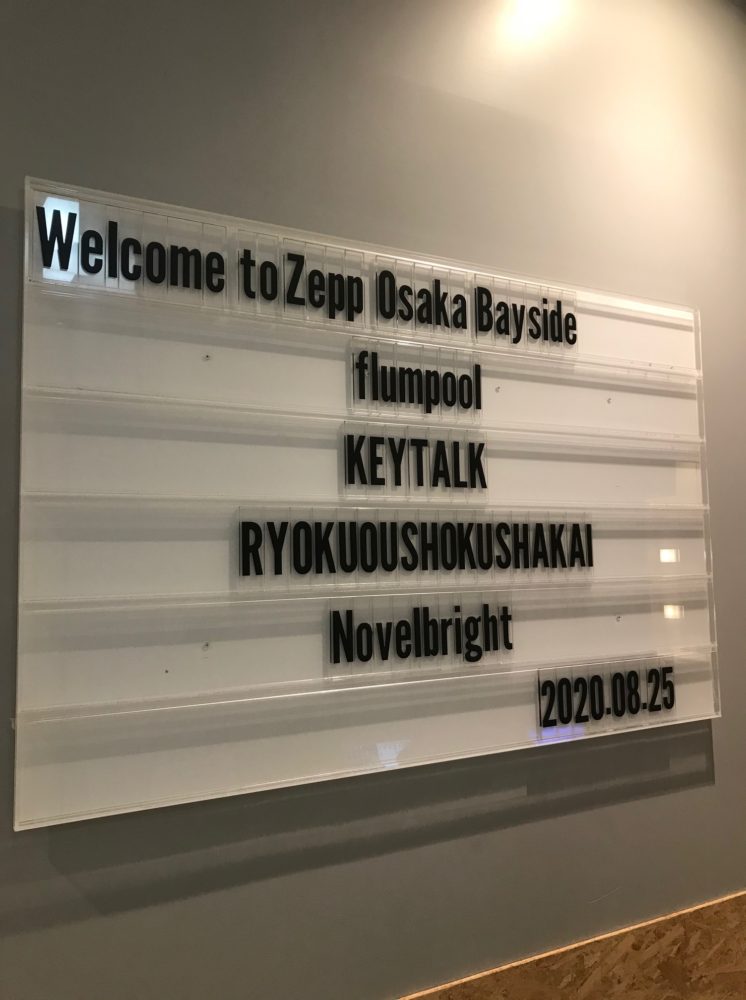 Welcome to Zepp Osaka Bayside
flumpool
KEYTALK
RYOKUOUSHOKUSHAKAI
Novelbright
2020.08.25